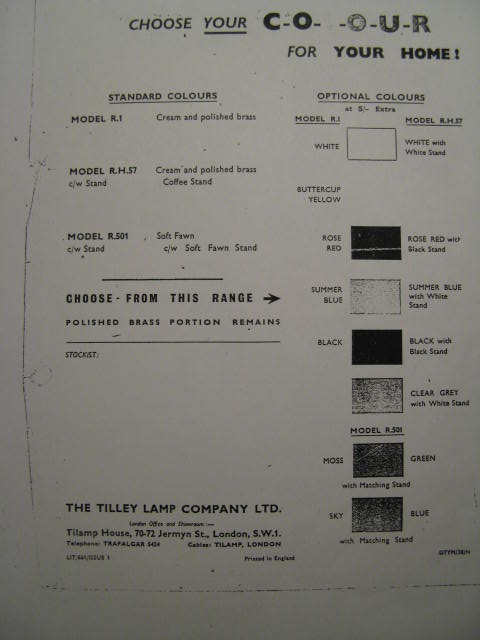 CHOOSE YOUR C-O- -O-U-R
FOR YOUR HOME!
STANDARD COLOURS
MODEL R.1 Cream and polished brass
MODEL R.H.57 Cream and polished brass
c/w Stand Coffee Stand
MODEL R.501 Soft Fawn
c/w Stand c/w Soft Fawn Stand
CHOOSE - FROM THIS RANGE →
POLISHED BRASS PORTION REMAINS
STOCKIST:
OPTIONAL COLOURS
at 5/- Extra
MODEL R.1 MODEL R.H.57
WHITE WHITE with
White Stand
BUTTERCUP
YELLOW
ROSE ROSE RED with
RED Black Stand
SUMMER SUMMER BLUE
BLUE with White
Stand
BLACK BLACK with
Black Stand
CLEAR GREY
with White Stand
MODEL R.501
MOSS GREEN
with Matching Stand
SKY BLUE
with Matching Stand
THE TILLEY LAMP COMPANY LTD.
London Office and Showroom :—
Tilamp House, 70-72 Jermyn St., London, S.W.1.
Telephone: TRAFALGAR 5424 Cables: TILAMP, LONDON
LIT/461/ISSUE 1 Printed in England